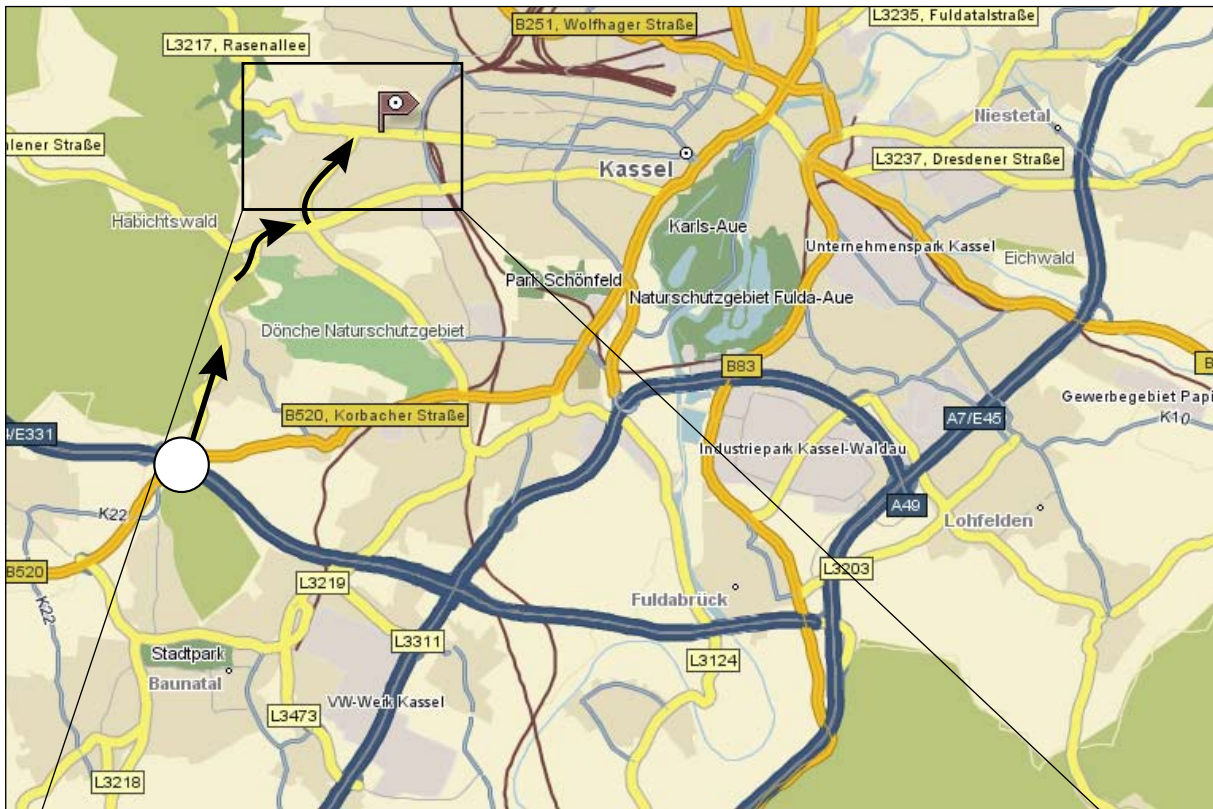 B251, Wolfhager Straße
L3235, Fuldatalstraße
L3217, Rasenallee
Niestetal
hlener Straße
Kassel
L3237, Dresdener Straße
Habichtswald
Karls-Aue
Unternehmenspark Kassel
Eichwald
Park Schönfeld
Naturschutzgebiet Fulda-Aue
Dönche Naturschutzgebiet
B83
B
B520, Korbacher Straße
Gewerbegebiet Papi
A7/E45
K10
4/E331
Industriepark Kassel-Waldau
A49
K22
Lohfelden
B520
L3219
L3203
K22
Fuldabrück
L3311
Stadtpark
L3124
Baunatal
VW-Werk Kassel
L3473
L3218